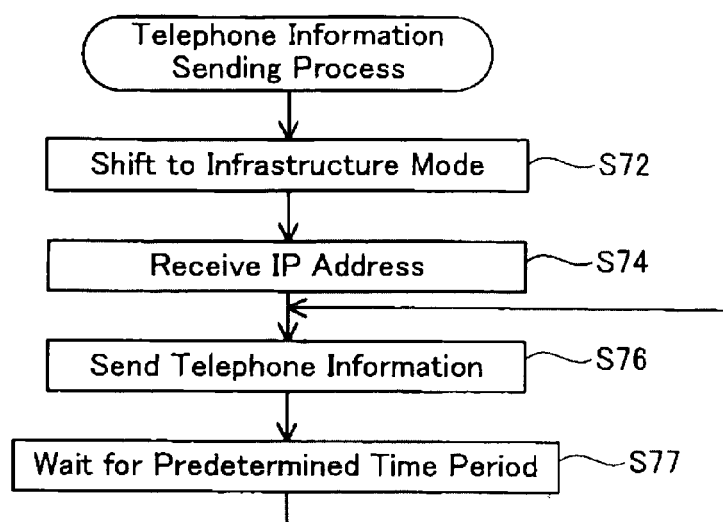 Telephone Information
Sending Process
Shift to Infrastructure Mode
S72
Receive IP Address
S74
Send Telephone Information
S76
Wait for Predetermined Time Period
S77